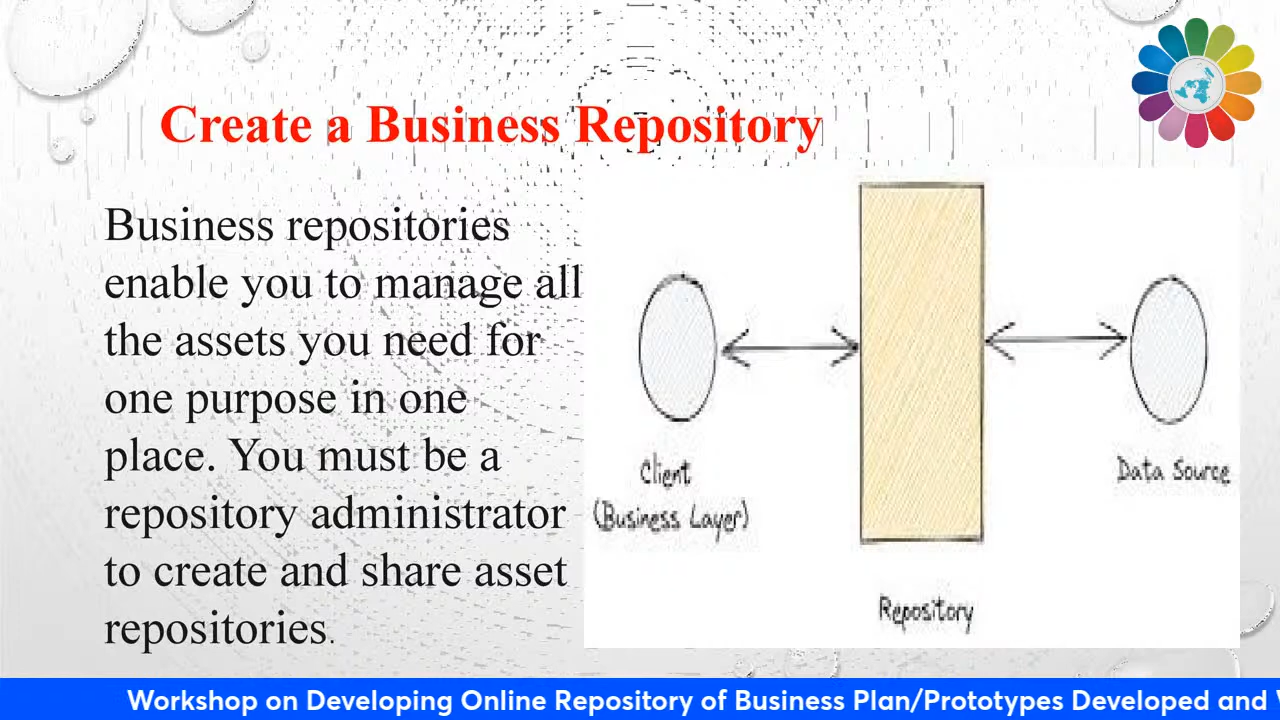 Create a Business Repository
Business repositories
enable you to manage all
the assets you need for
one purpose in one
place. You must be a
repository administrator
to create and share asset
repositories.
Client
(Business Layer)
Data Source
Repository
Workshop on Developing Online Repository of Business Plan/Prototypes Developed and